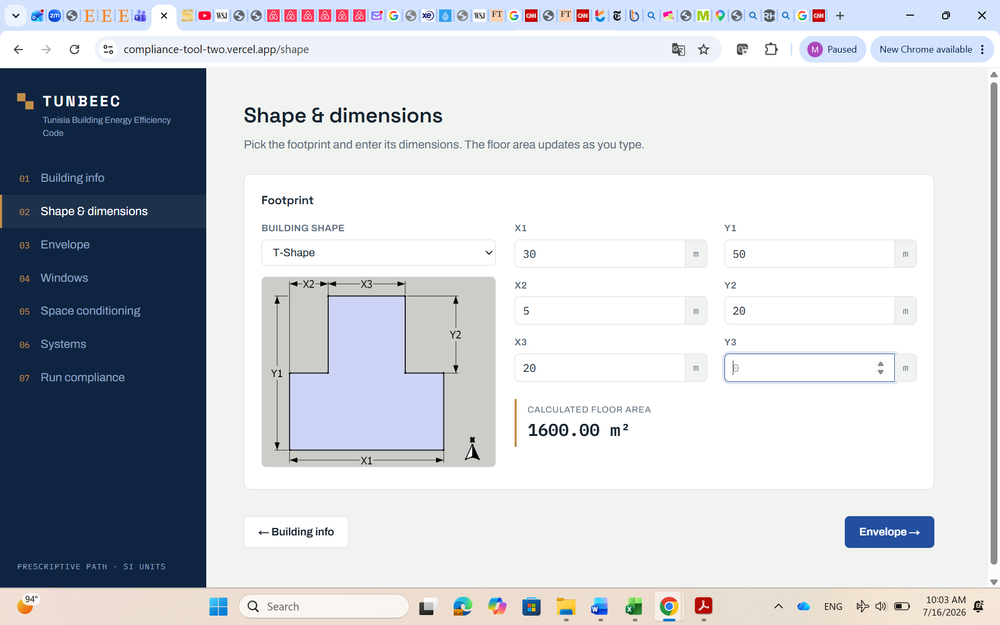 compliance-tool-two.vercel.app/shape
M Paused
New Chrome available
TUNBEEC
Tunisia Building Energy Efficiency
Code
01 Building info
02 Shape & dimensions
03 Envelope
04 Windows
05 Space conditioning
06 Systems
07 Run compliance
PRESCRIPTIVE PATH · SI UNITS
Shape & dimensions
Pick the footprint and enter its dimensions. The floor area updates as you type.
Footprint
BUILDING SHAPE
T-Shape
X2
X3
Y2
Y1
N
X1
X1
30 m
Y1
50 m
X2
5 m
Y2
20 m
X3
20 m
Y3
0 m
CALCULATED FLOOR AREA
1600.00 m²
← Building info
Envelope →
94°
Search
ENG
10:03 AM
7/16/2026